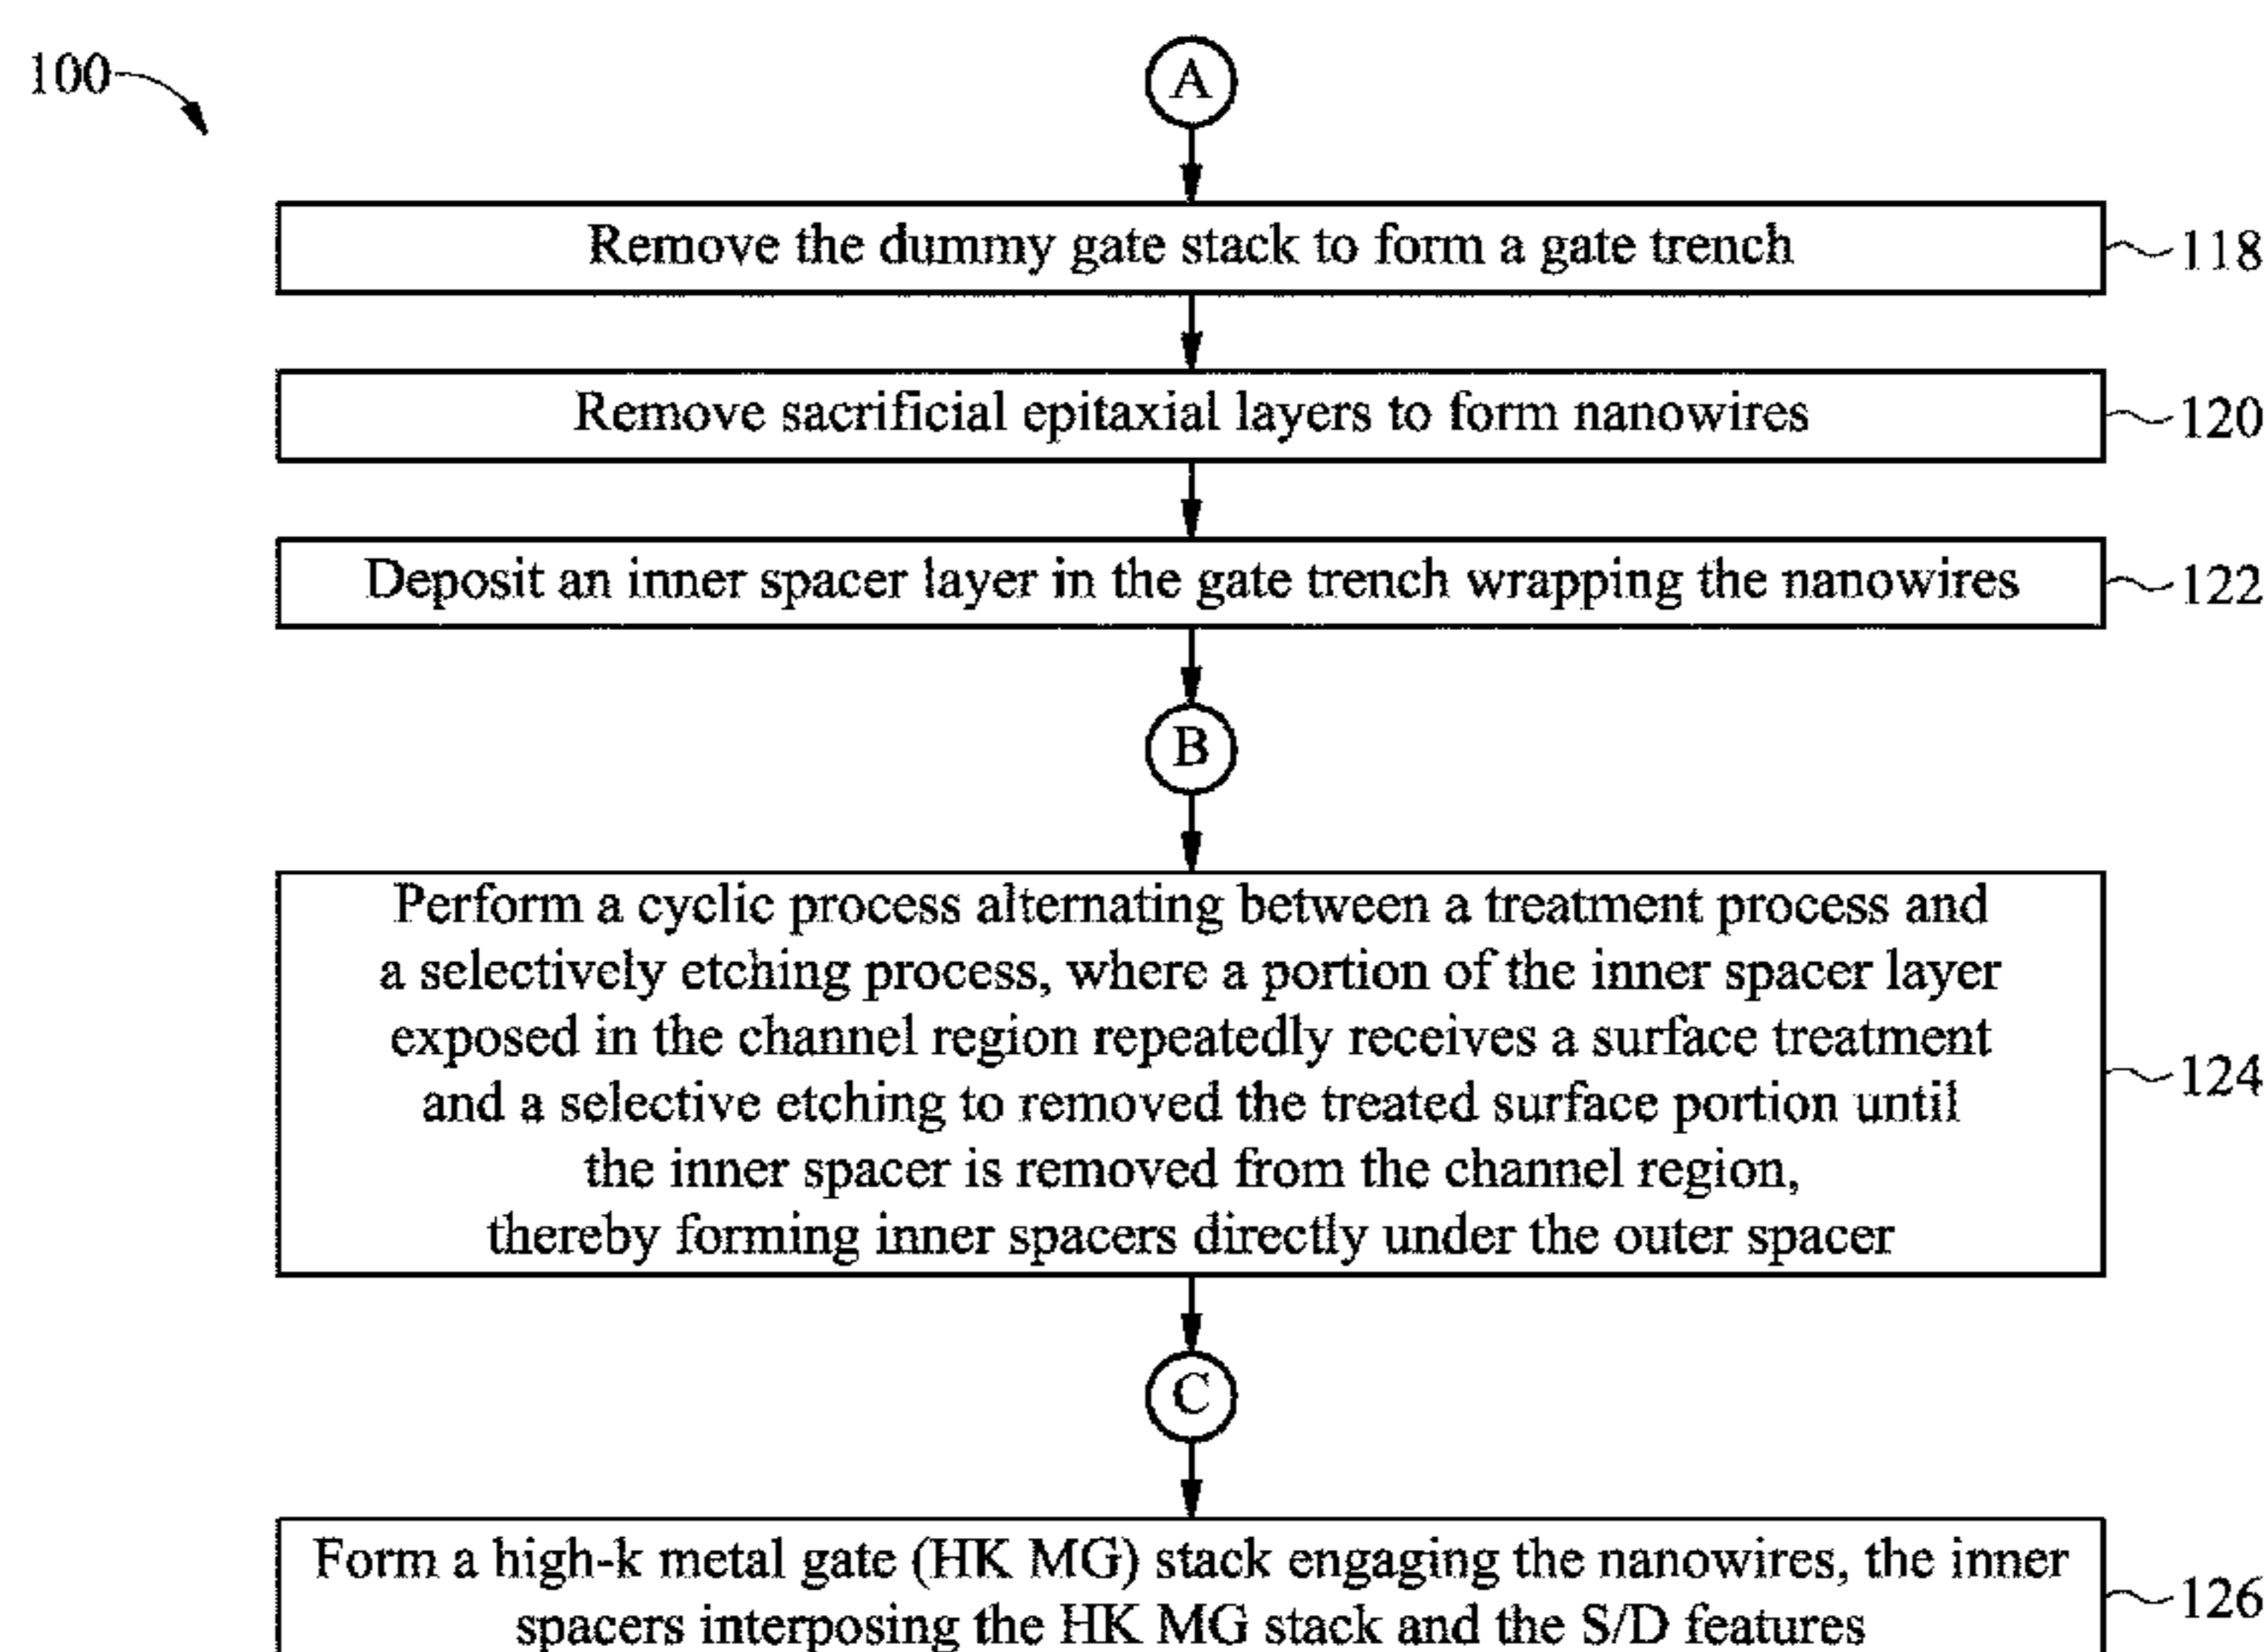 100
A
Remove the dummy gate stack to form a gate trench
118
Remove sacrificial epitaxial layers to form nanowires
120
Deposit an inner spacer layer in the gate trench wrapping the nanowires
122
B
Perform a cyclic process alternating between a treatment process and
a selectively etching process, where a portion of the inner spacer layer
exposed in the channel region repeatedly receives a surface treatment
and a selective etching to removed the treated surface portion until
the inner spacer is removed from the channel region,
thereby forming inner spacers directly under the outer spacer
124
C
Form a high-k metal gate (HK MG) stack engaging the nanowires, the inner
spacers interposing the HK MG stack and the S/D features
126